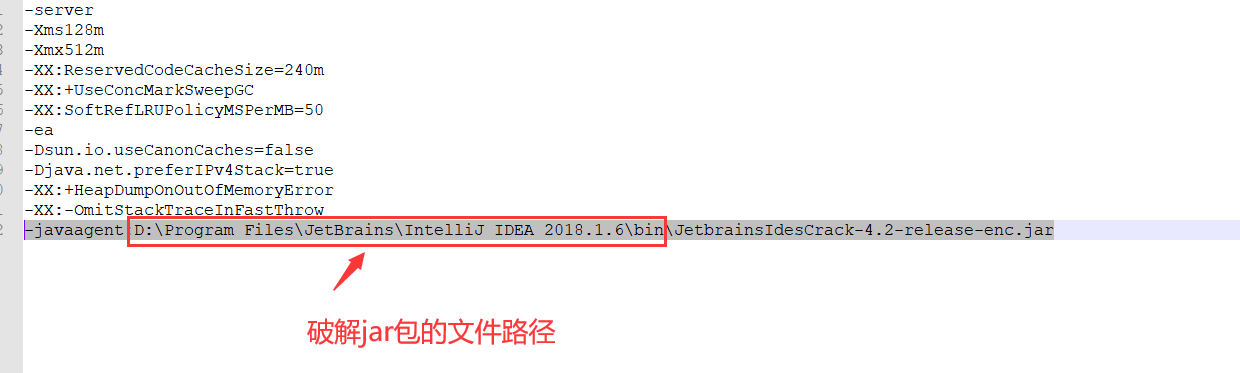 -server
-Xms128m
-Xmx512m
-XX:ReservedCodeCacheSize=240m
-XX:+UseConcMarkSweepGC
-XX:SoftRefLRUPolicyMSPerMB=50
-ea
-Dsun.io.useCanonCaches=false
-Djava.net.preferIPv4Stack=true
-XX:+HeapDumpOnOutOfMemoryError
-XX:-OmitStackTraceInFastThrow
-javaagent:D:\Program Files\JetBrains\IntelliJ IDEA 2018.1.6\bin\JetbrainsIdesCrack-4.2-release-enc.jar
破解jar包的文件路径